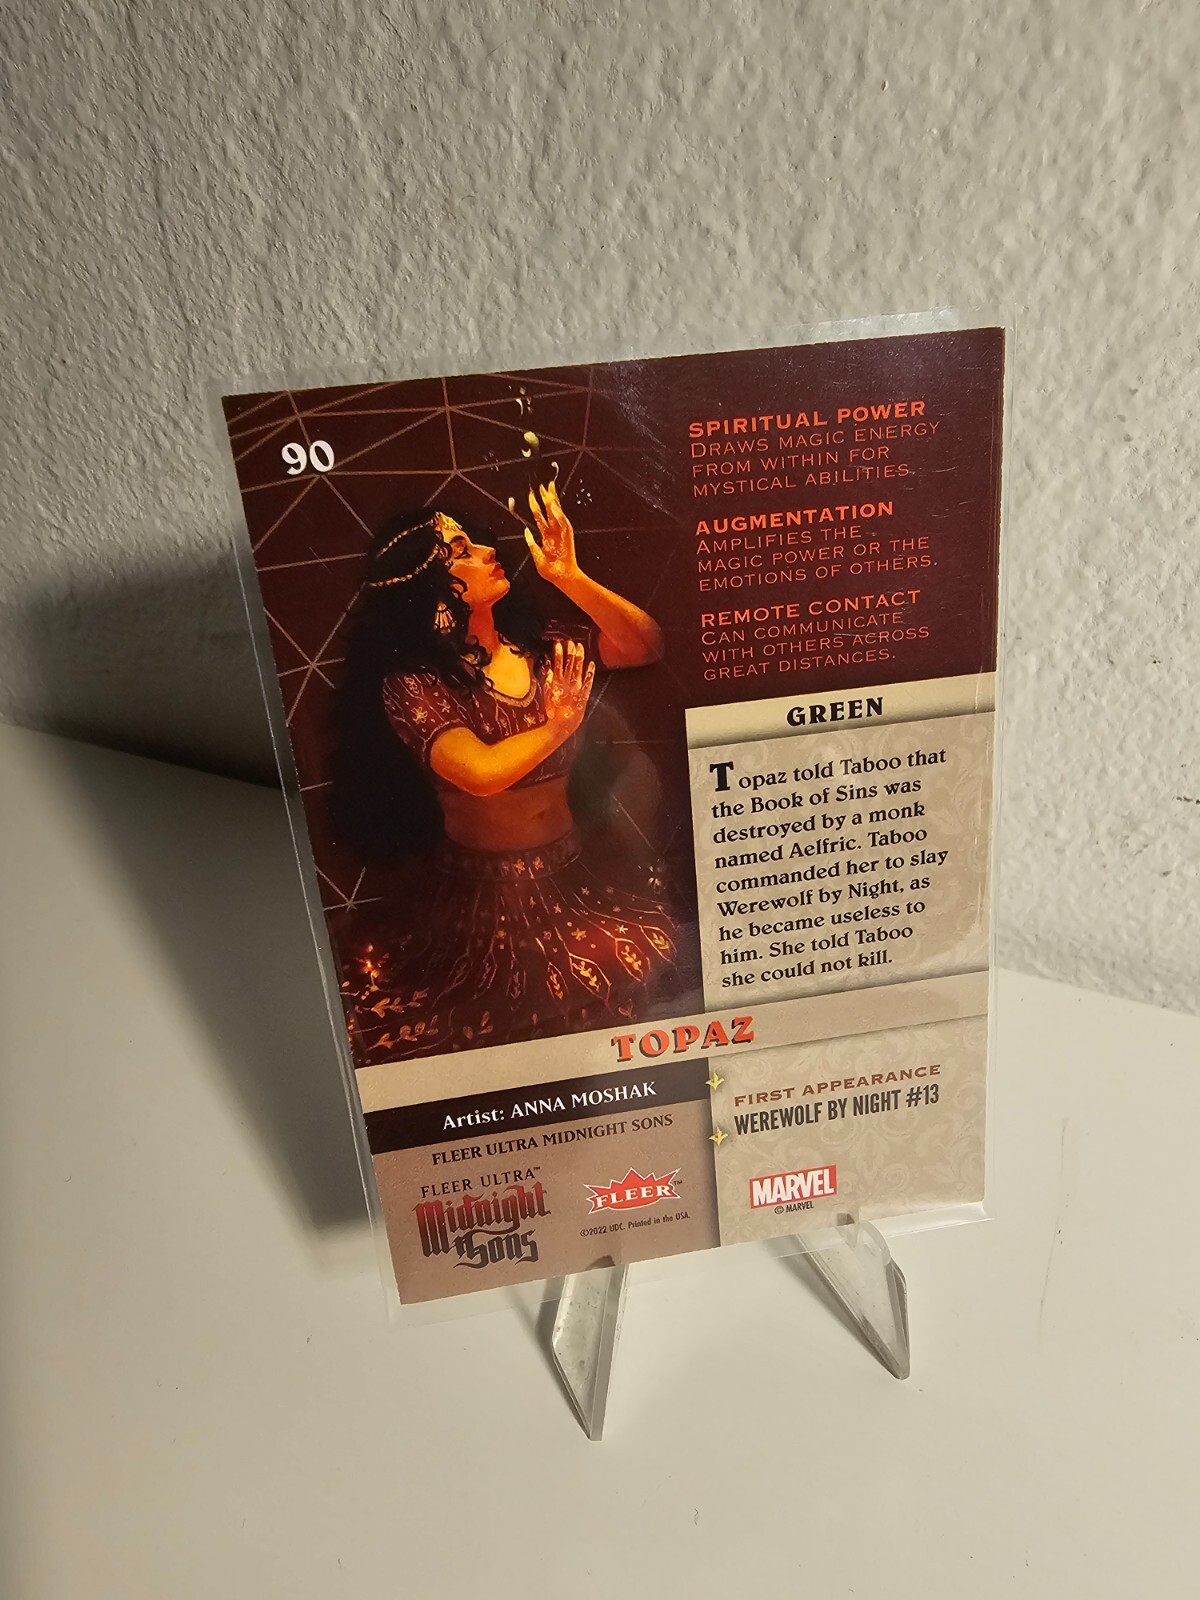 90
SPIRITUAL POWER
DRAWS MAGIC ENERGY
FROM WITHIN FOR
MYSTICAL ABILITIES.
AUGMENTATION
AMPLIFIES THE
MAGIC POWER OR THE
EMOTIONS OF OTHERS.
REMOTE CONTACT
CAN COMMUNICATE
WITH OTHERS ACROSS
GREAT DISTANCES.
GREEN
Topaz told Taboo that
the Book of Sins was
destroyed by a monk
named Aelfric. Taboo
commanded her to slay
Werewolf by Night, as
he became useless to
him. She told Taboo
she could not kill.
TOPAZ
Artist: ANNA MOSHAK
FLEER ULTRA MIDNIGHT SONS
FLEER ULTRA™
Midnight
Sons
FLEER™
©2022 UDC. Printed in the USA.
FIRST APPEARANCE
WEREWOLF BY NIGHT #13
MARVEL
© MARVEL